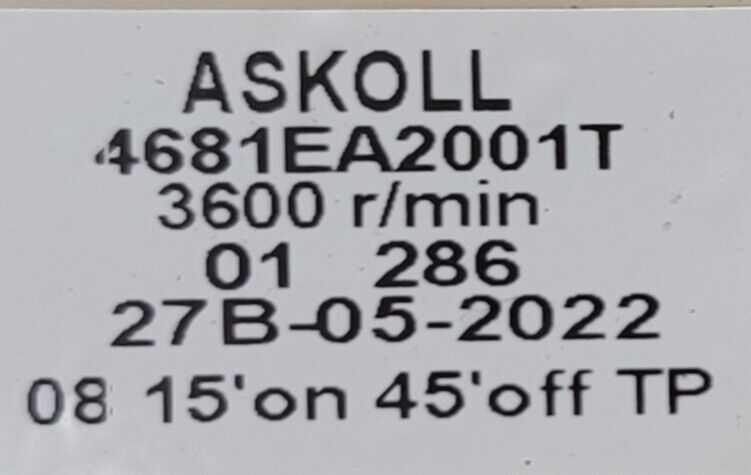 ASKOLL
4681EA2001T
3600 r/min
01 286
27B-05-2022
08 15'on 45'off TP